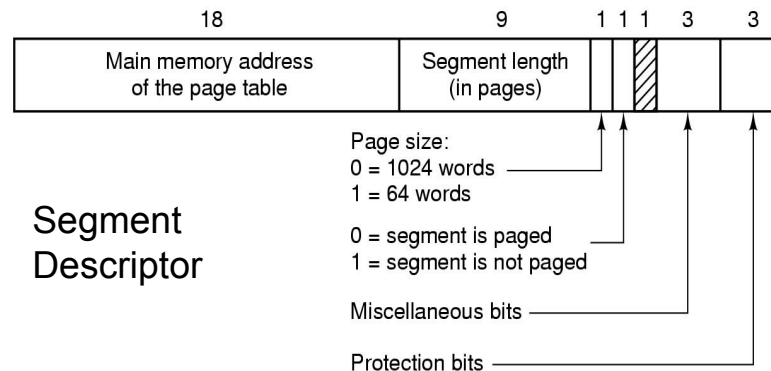 18 9 1 1 1 3 3
Main memory address
of the page table
Segment length
(in pages)
Page size:
0 = 1024 words
1 = 64 words
0 = segment is paged
1 = segment is not paged
Miscellaneous bits
Protection bits
Segment
Descriptor